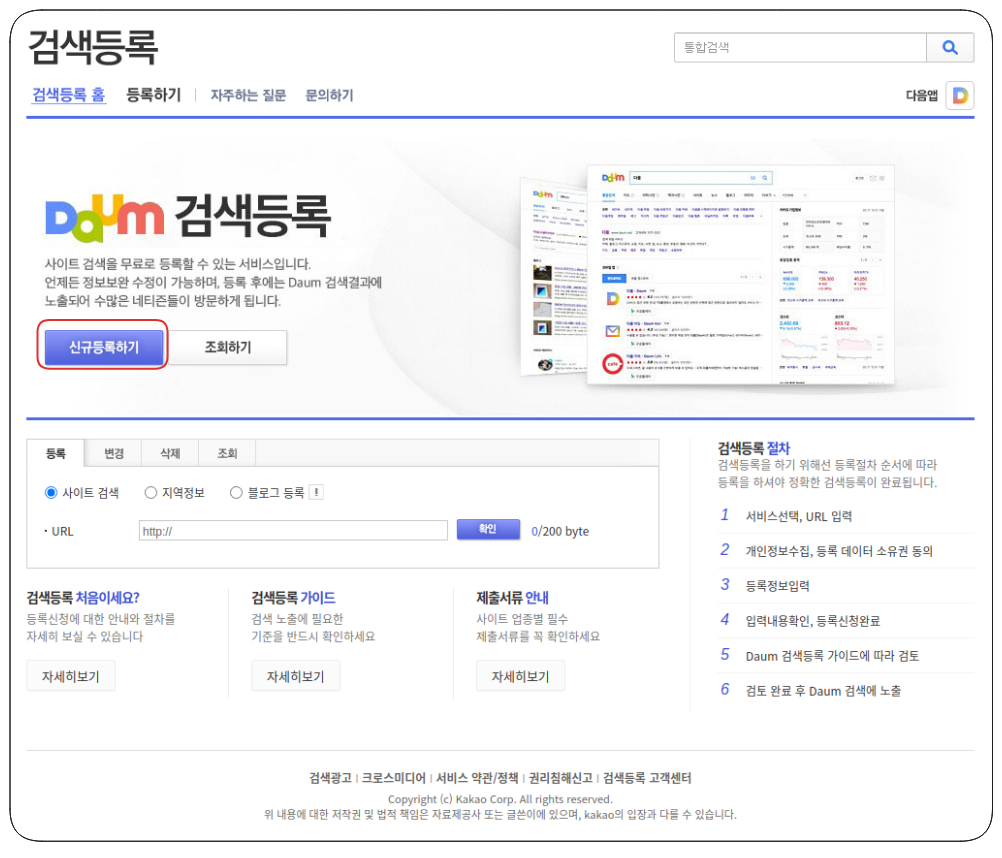 검색등록
통합검색
검색등록 홈 등록하기 자주하는 질문 문의하기
다음앱
Daum 검색등록
사이트 검색을 무료로 등록할 수 있는 서비스입니다.
언제든 정보보완 수정이 가능하며, 등록 후에는 Daum 검색결과에
노출되어 수많은 네티즌들이 방문하게 됩니다.
신규등록하기 조회하기
등록 변경 삭제 조회
사이트 검색 지역정보 블로그 등록 !
· URL http:// 확인 0/200 byte
검색등록 처음이세요?
등록신청에 대한 안내와 절차를
자세히 보실 수 있습니다
자세히보기
검색등록 가이드
검색 노출에 필요한
기준을 반드시 확인하세요
자세히보기
제출서류 안내
사이트 업종별 필수
제출서류를 꼭 확인하세요
자세히보기
검색등록 절차
검색등록을 하기 위해선 등록절차 순서에 따라
등록을 하셔야 정확한 검색등록이 완료됩니다.
1 서비스선택, URL 입력
2 개인정보수집, 등록 데이터 소유권 동의
3 등록정보입력
4 입력내용확인, 등록신청완료
5 Daum 검색등록 가이드에 따라 검토
6 검토 완료 후 Daum 검색에 노출
검색광고 | 크로스미디어 | 서비스 약관/정책 | 권리침해신고 | 검색등록 고객센터
Copyright (c) Kakao Corp. All rights reserved.
위 내용에 대한 저작권 및 법적 책임은 자료제공사 또는 글쓴이에 있으며, kakao의 입장과 다를 수 있습니다.